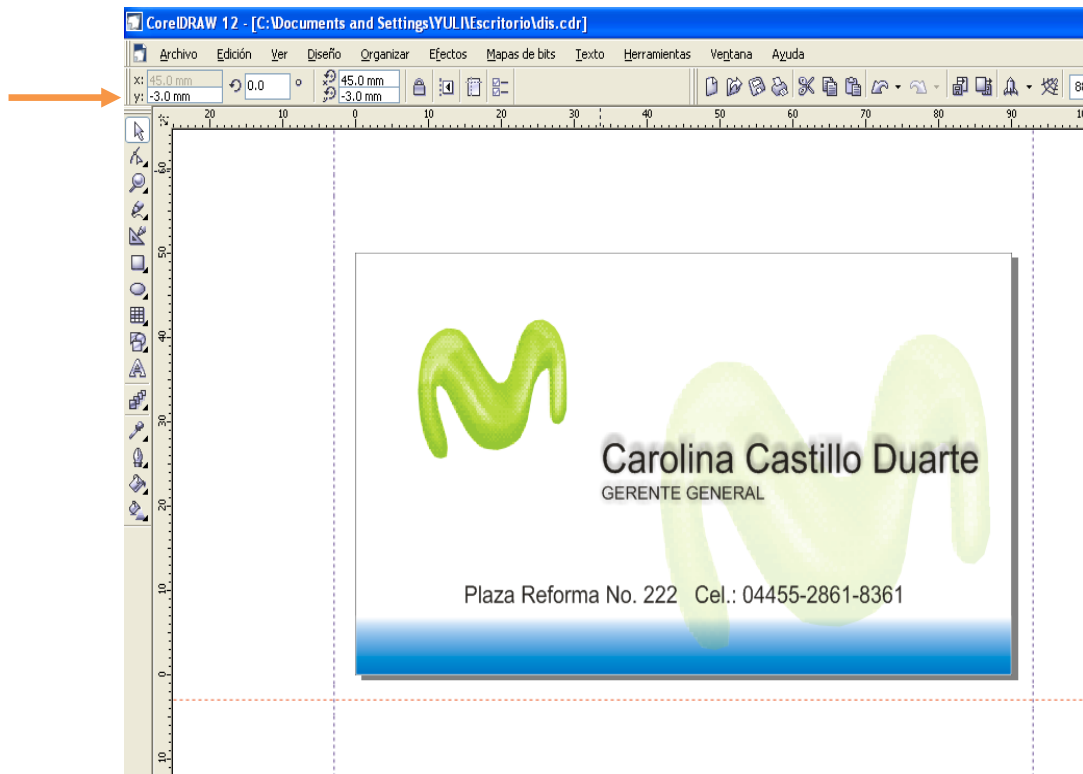 CorelDRAW 12 - [C:\Documents and Settings\YULI\Escritorio\dis.cdr]
Archivo Edición Ver Diseño Organizar Efectos Mapas de bits Texto Herramientas Ventana Ayuda
x: 45.0 mm 0.0 ° x 45.0 mm
y: -3.0 mm y -3.0 mm
20 10 0 10 20 30 40 50 60 70 80 90
60
50
40
Carolina Castillo Duarte
30
GERENTE GENERAL
20
Plaza Reforma No. 222 Cel.: 04455-2861-8361
10
0
10